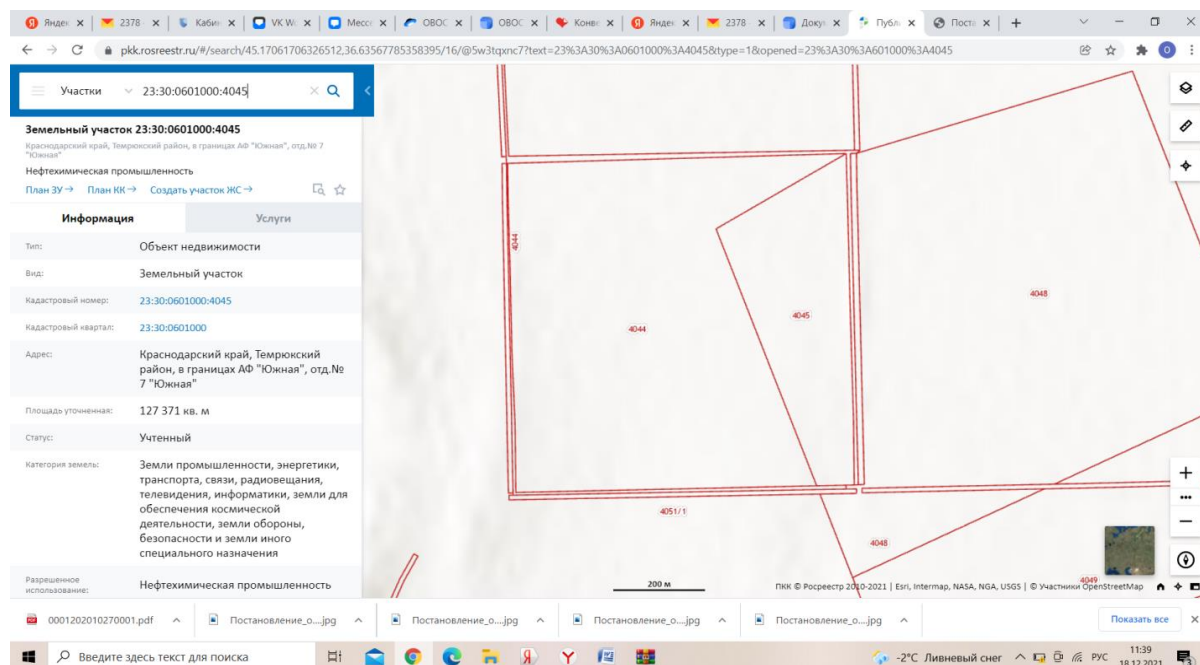 Яндек
2378
Кабин
VK Wo
Мессе
ОВОС
ОВОС
Конве
Яндек
2378
Докум
Публ
Поста
pkk.rosreestr.ru/#/search/45.17061706326512,36.63567785358395/16/@5w3tqxnc7?text=23%3A30%3A0601000%3A4045&type=1&opened=23%3A30%3A601000%3A4045
О
Участки
23:30:0601000:4045
Земельный участок 23:30:0601000:4045
Краснодарский край, Темрюкский район, в границах АФ "Южная", отд.№ 7
"Южная"
Нефтехимическая промышленность
План ЗУ → План КК → Создать участок ЖС →
Информация Услуги
Тип: Объект недвижимости
Вид: Земельный участок
Кадастровый номер: 23:30:0601000:4045
Кадастровый квартал: 23:30:0601000
Адрес: Краснодарский край, Темрюкский
район, в границах АФ "Южная", отд.№
7 "Южная"
Площадь уточненная: 127 371 кв. м
Статус: Учтенный
Категория земель: Земли промышленности, энергетики,
транспорта, связи, радиовещания,
телевидения, информатики, земли для
обеспечения космической
деятельности, земли обороны,
безопасности и земли иного
специального назначения
Разрешенное
использование: Нефтехимическая промышленность
4044
4044
4045
4048
4051/1
4048
4049
200 м
ПКК © Росреестр 2010-2021 | Esri, Intermap, NASA, NGA, USGS | © Участники OpenStreetMap
0001202010270001.pdf
Постановление_о....jpg
Постановление_о....jpg
Постановление_о....jpg
Постановление_о....jpg
Показать все
Введите здесь текст для поиска
-2°C Ливневый снег
РУС
11:39